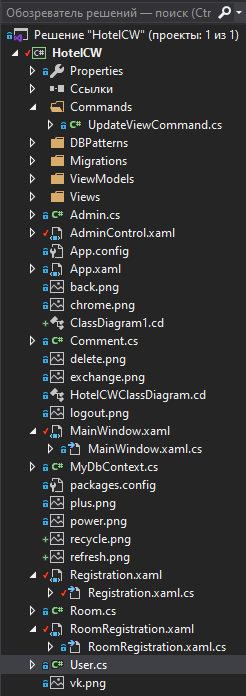 Обозреватель решений — поиск (Ctr
Решение "HotelCW" (проекты: 1 из 1)
HotelCW
Properties
Ссылки
Commands
UpdateViewCommand.cs
DBPatterns
Migrations
ViewModels
Views
Admin.cs
AdminControl.xaml
App.config
App.xaml
back.png
chrome.png
ClassDiagram1.cd
Comment.cs
delete.png
exchange.png
HotelCWClassDiagram.cd
logout.png
MainWindow.xaml
MainWindow.xaml.cs
MyDbContext.cs
packages.config
plus.png
power.png
recycle.png
refresh.png
Registration.xaml
Registration.xaml.cs
Room.cs
RoomRegistration.xaml
RoomRegistration.xaml.cs
User.cs
vk.png